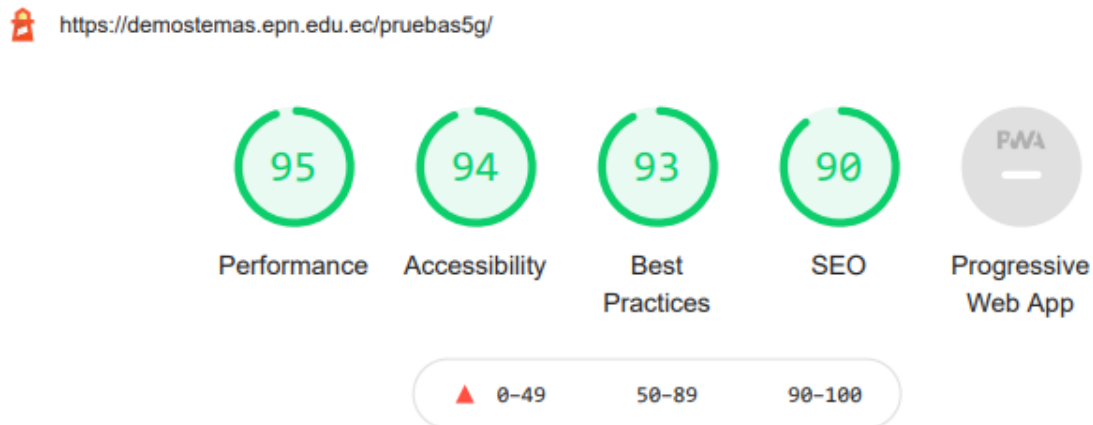 https://demostemas.epn.edu.ec/pruebas5g/
95 94 93 90 PWA
Performance Accessibility Best Practices SEO Progressive Web App
0–49 50–89 90–100